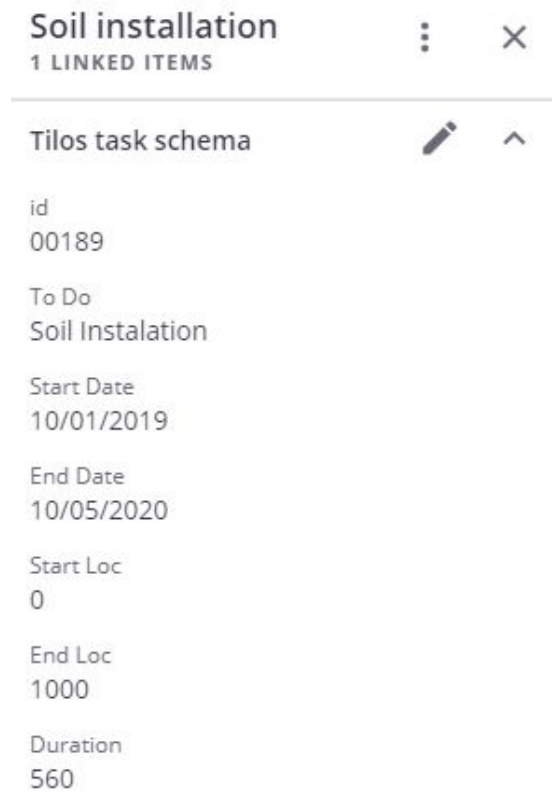 Soil installation
1 LINKED ITEMS
Tilos task schema
id
00189
To Do
Soil Instalation
Start Date
10/01/2019
End Date
10/05/2020
Start Loc
0
End Loc
1000
Duration
560